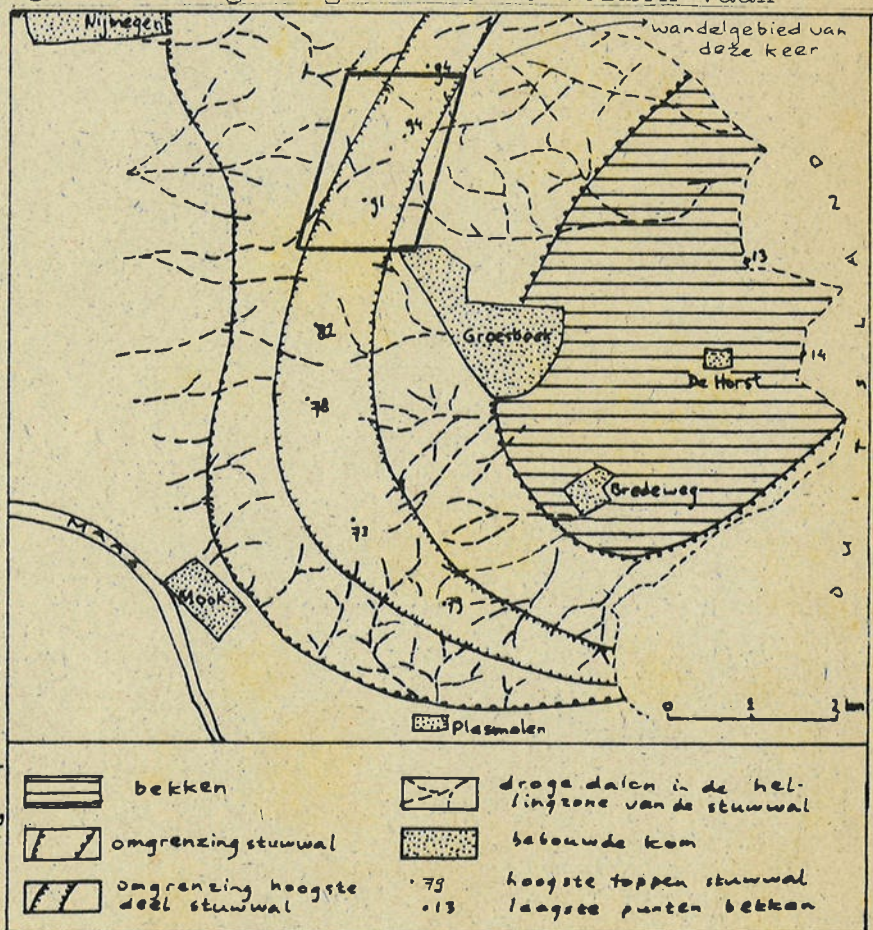 Nijmegen
wandelgebied van
deze keer
94
94
91
13
82
Groesbeek
14
De Horst
78
Bredeweg
73
MAAS
Mook
79
0 1 2 km
Plasmolen
DUITSLAND
bekken
droge dalen in de hel-
lingzone van de stuwwal
omgrenzing stuwwal
bebouwde kom
omgrenzing hoogste
deel stuwwal
· 79 hoogste toppen stuwwal
· 13 laagste punten bekken